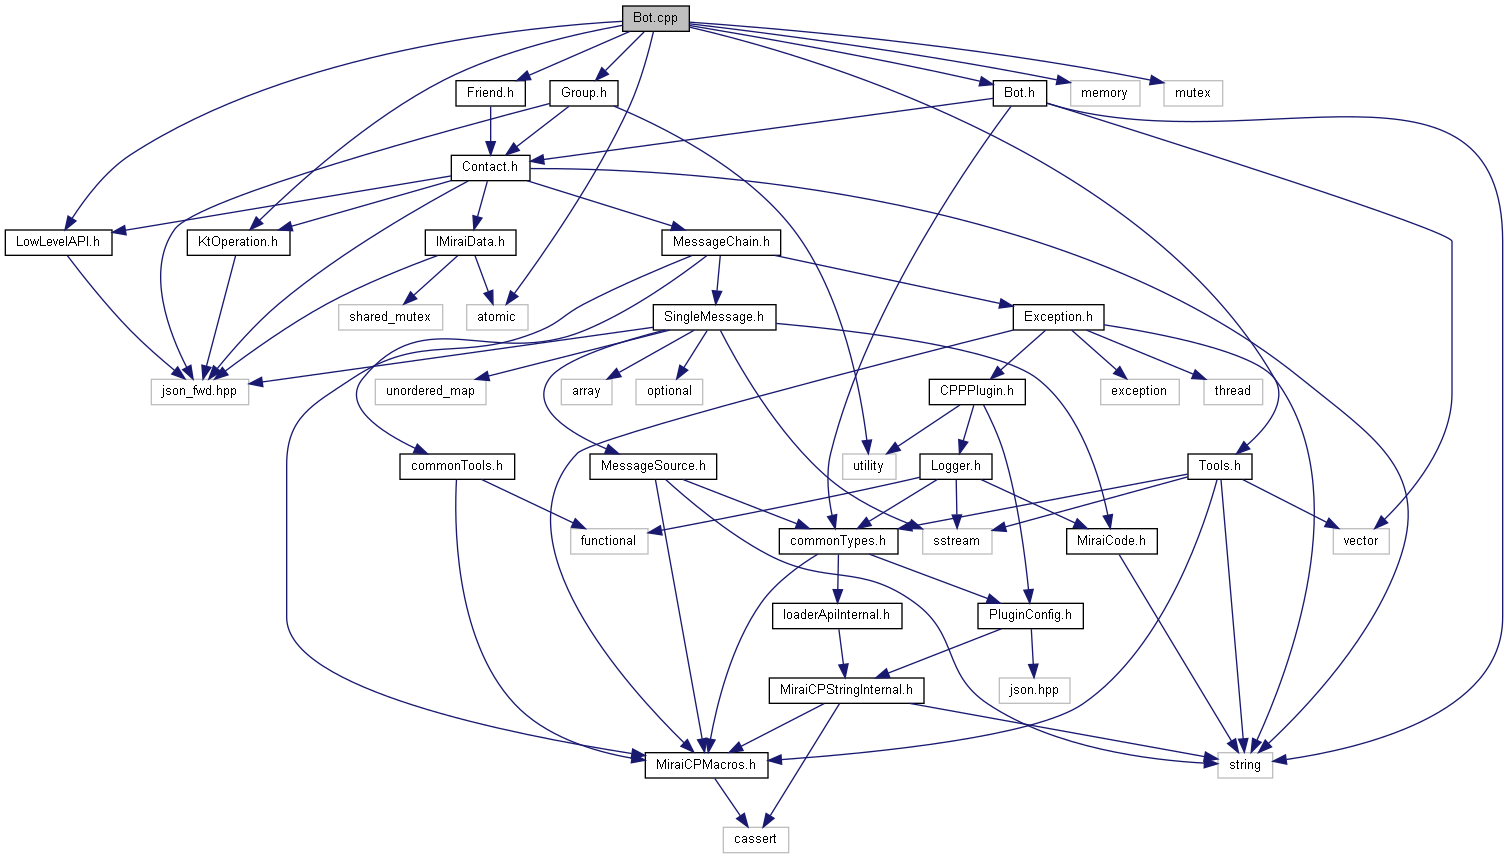 Bot.cpp
Friend.h
Group.h
Bot.h
memory
mutex
Contact.h
LowLevelAPI.h
KtOperation.h
IMiraiData.h
MessageChain.h
shared_mutex
atomic
SingleMessage.h
Exception.h
json_fwd.hpp
unordered_map
array
optional
CPPPlugin.h
exception
thread
commonTools.h
MessageSource.h
utility
Logger.h
Tools.h
functional
commonTypes.h
sstream
MiraiCode.h
vector
loaderApiInternal.h
PluginConfig.h
MiraiCPStringInternal.h
json.hpp
MiraiCPMacros.h
string
cassert